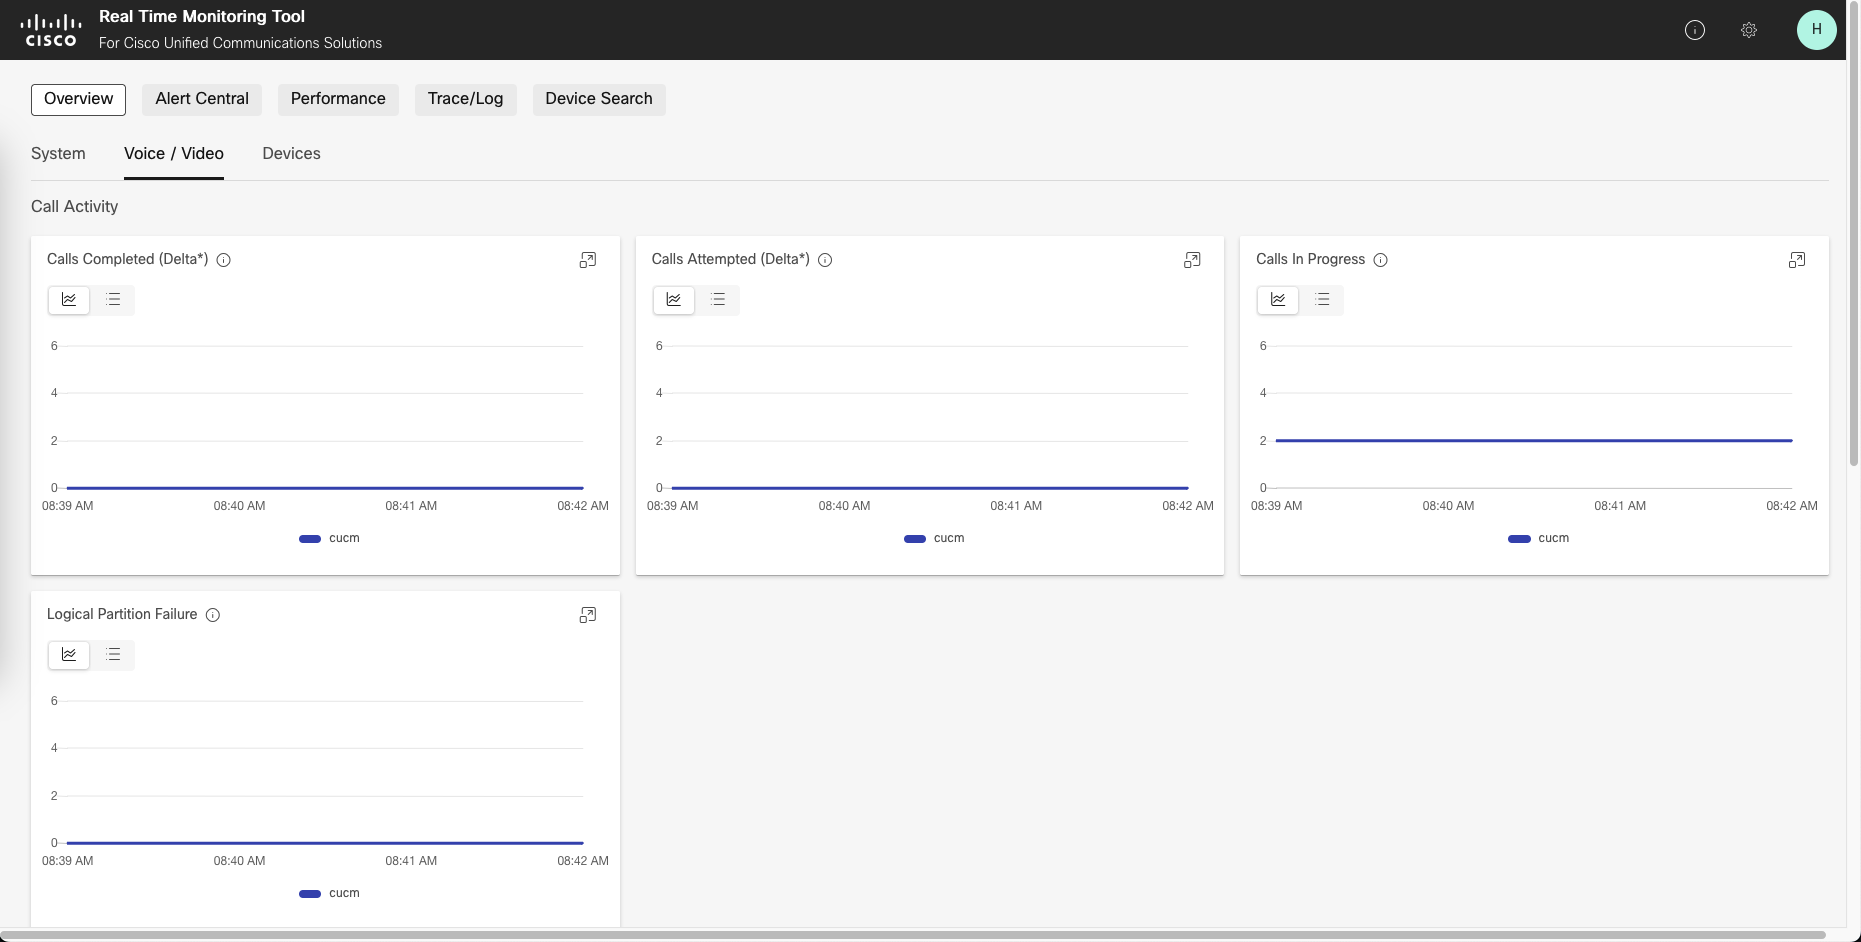 CISCO
Real Time Monitoring Tool
For Cisco Unified Communications Solutions
H
Overview
Alert Central
Performance
Trace/Log
Device Search
System
Voice / Video
Devices
Call Activity
Calls Completed (Delta*)
6
4
2
0
08:39 AM 08:40 AM 08:41 AM 08:42 AM
cucm
Calls Attempted (Delta*)
6
4
2
0
08:39 AM 08:40 AM 08:41 AM 08:42 AM
cucm
Calls In Progress
6
4
2
0
08:39 AM 08:40 AM 08:41 AM 08:42 AM
cucm
Logical Partition Failure
6
4
2
0
08:39 AM 08:40 AM 08:41 AM 08:42 AM
cucm